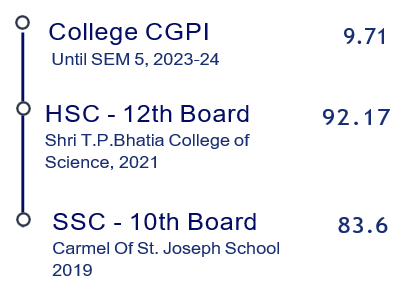 College CGPI 9.71
Until SEM 5, 2023-24
HSC - 12th Board 92.17
Shri T.P.Bhatia College of
Science, 2021
SSC - 10th Board 83.6
Carmel Of St. Joseph School
2019